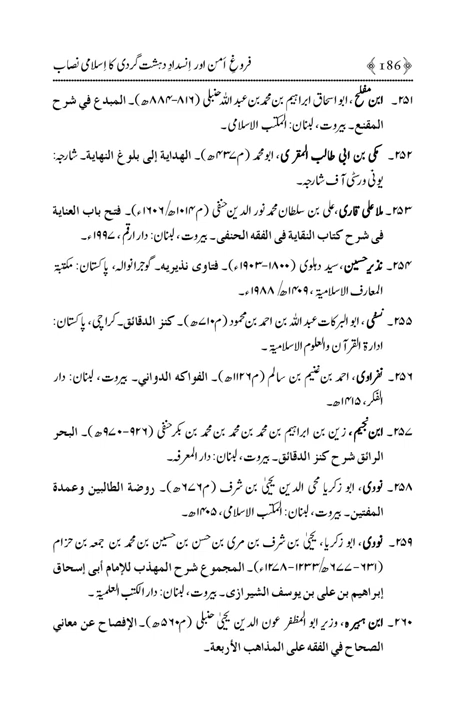 ﴿186﴾ فروغِ اَمن اور اِنسدادِ دہشت گردی کا اِسلامی نصاب
۲۵۱۔ ابن مفلح، ابو اسحاق ابراہیم بن محمد بن عبد اللہ حنبلی (۸۱۶-۸۸۴ھ)۔ المبدع في شرح
المقنع۔ بیروت، لبنان: المکتب الاسلامی۔
۲۵۲۔ مکی بن ابی طالب المقری، ابو محمد (م۴۳۷ھ)۔ الهداية إلى بلوغ النهاية۔ شارجہ:
یونی ورسٹی آف شارجہ۔
۲۵۳۔ ملا علی قاری، علی بن سلطان محمد نور الدین حنفی (م۱۰۱۴ھ/۱۶۰۶ء)۔ فتح باب العناية
في شرح كتاب النقاية في الفقه الحنفي۔ بیروت، لبنان: دار ارقم، ۱۹۹۷ء۔
۲۵۴۔ نذیر حسین، سید دہلوی (۱۸۰۰-۱۹۰۳ء)۔ فتاوی نذیریہ۔ گوجرانوالہ، پاکستان: مکتبۃ
المعارف الاسلامیۃ، ۱۴۰۹ھ/۱۹۸۸ء۔
۲۵۵۔ نسفی، ابو البرکات عبد اللہ بن احمد بن محمود (م۷۱۰ھ)۔ کنز الدقائق۔ کراچی، پاکستان:
ادارۃ القرآن والعلوم الاسلامیۃ۔
۲۵۶۔ نفراوی، احمد بن غنیم بن سالم (م۱۱۲۶ھ)۔ الفواكه الدواني۔ بیروت، لبنان: دار
الفکر، ۱۴۱۵ھ۔
۲۵۷۔ ابن نجیم، زین بن ابراہیم بن محمد بن محمد بن محمد بن بکر حنفی (۹۲۶-۹۷۰ھ)۔ البحر
الرائق شرح كنز الدقائق۔ بیروت، لبنان: دار المعرفہ۔
۲۵۸۔ نووی، ابو زکریا محی الدین یحییٰ بن شرف (م۶۷۶ھ)۔ روضة الطالبين وعمدة
المفتين۔ بیروت، لبنان: المکتب الاسلامی، ۱۴۰۵ھ۔
۲۵۹۔ نووی، ابو زکریا، یحییٰ بن شرف بن مری بن حسن بن حسین بن محمد بن جمعہ بن حزام
(۶۳۱-۶۷۷ھ/۱۲۳۳-۱۲۷۸ء)۔ المجموع شرح المهذب للإمام أبي إسحاق
إبراهيم بن علي بن يوسف الشيرازي۔ بیروت، لبنان: دار الکتب العلمیۃ۔
۲۶۰۔ ابن ہبیرہ، وزیر ابو المظفر عون الدین یحییٰ حنبلی (م۵۶۰ھ)۔ الإفصاح عن معاني
الصحاح في الفقه على المذاهب الأربعة۔